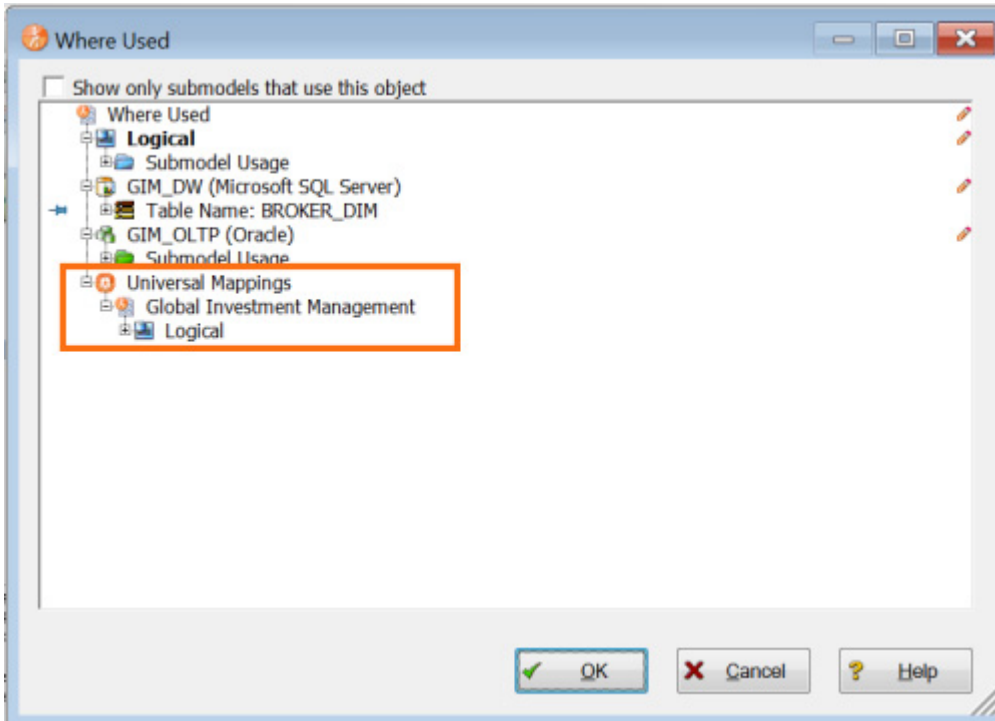 Where Used
Show only submodels that use this object
Where Used
Logical
Submodel Usage
GIM_DW (Microsoft SQL Server)
Table Name: BROKER_DIM
GIM_OLTP (Oracle)
Submodel Usage
Universal Mappings
Global Investment Management
Logical
OK
Cancel
Help